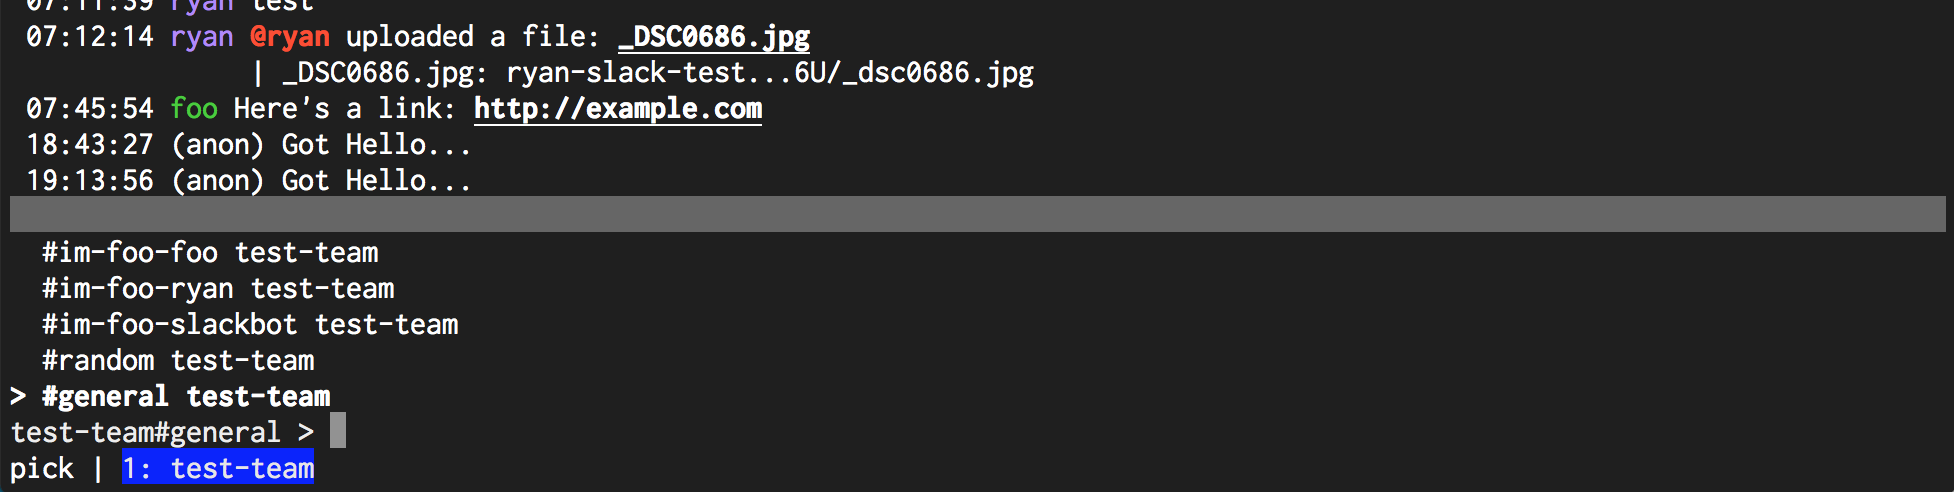 07:11:39 ryan test
07:12:14 ryan @ryan uploaded a file: _DSC0686.jpg
| _DSC0686.jpg: ryan-slack-test...6U/_dsc0686.jpg
07:45:54 foo Here's a link: http://example.com
18:43:27 (anon) Got Hello...
19:13:56 (anon) Got Hello...
#im-foo-foo test-team
#im-foo-ryan test-team
#im-foo-slackbot test-team
#random test-team
> #general test-team
test-team#general >
pick | 1: test-team